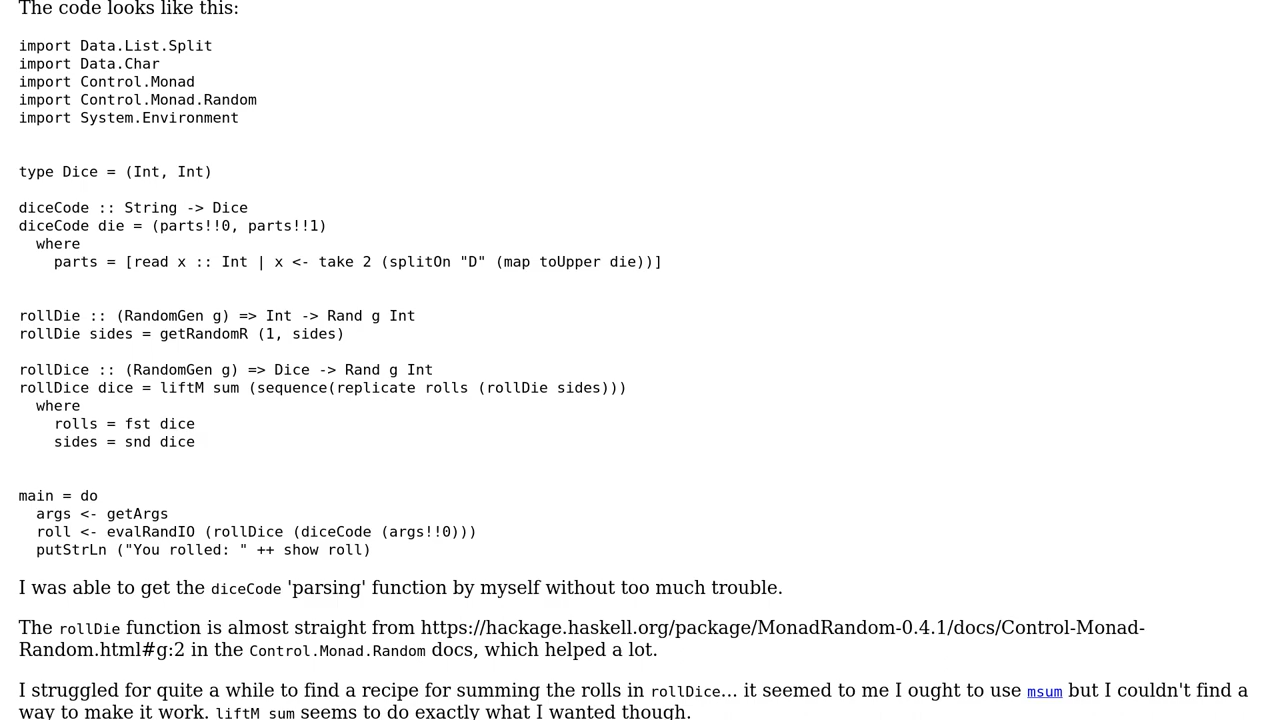 The code looks like this:
import Data.List.Split
import Data.Char
import Control.Monad
import Control.Monad.Random
import System.Environment
type Dice = (Int, Int)
diceCode :: String -> Dice
diceCode die = (parts!!0, parts!!1)
  where
    parts = [read x :: Int | x <- take 2 (splitOn "D" (map toUpper die))]
rollDie :: (RandomGen g) => Int -> Rand g Int
rollDie sides = getRandomR (1, sides)
rollDice :: (RandomGen g) => Dice -> Rand g Int
rollDice dice = liftM sum (sequence(replicate rolls (rollDie sides)))
  where
    rolls = fst dice
    sides = snd dice
main = do
  args <- getArgs
  roll <- evalRandIO (rollDice (diceCode (args!!0)))
  putStrLn ("You rolled: " ++ show roll)
I was able to get the diceCode 'parsing' function by myself without too much trouble.
The rollDie function is almost straight from https://hackage.haskell.org/package/MonadRandom-0.4.1/docs/Control-Monad-
Random.html#g:2 in the Control.Monad.Random docs, which helped a lot.
I struggled for quite a while to find a recipe for summing the rolls in rollDice... it seemed to me I ought to use msum but I couldn't find a
way to make it work. liftM sum seems to do exactly what I wanted though.